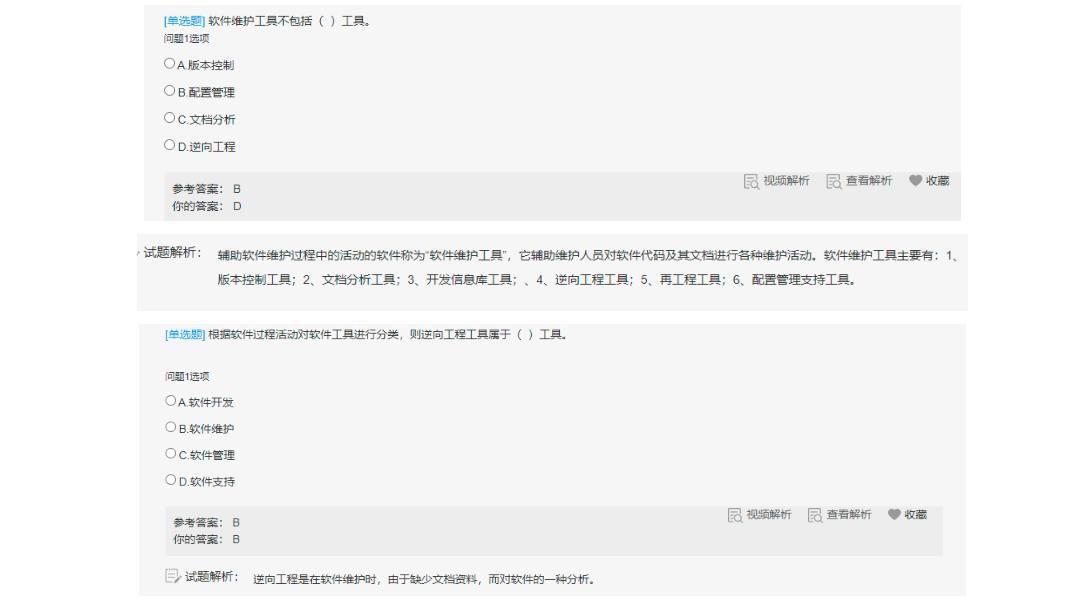 [单选题] 软件维护工具不包括（ ）工具。
问题1选项
A.版本控制
B.配置管理
C.文档分析
D.逆向工程
视频解析 查看解析 收藏
参考答案： B
你的答案： D
试题解析： 辅助软件维护过程中的活动的软件称为“软件维护工具”，它辅助维护人员对软件代码及其文档进行各种维护活动。软件维护工具主要有：1、
版本控制工具；2、文档分析工具；3、开发信息库工具；、4、逆向工程工具；5、再工程工具；6、配置管理支持工具。
[单选题] 根据软件过程活动对软件工具进行分类，则逆向工程工具属于（ ）工具。
问题1选项
A.软件开发
B.软件维护
C.软件管理
D.软件支持
视频解析 查看解析 收藏
参考答案： B
你的答案： B
试题解析： 逆向工程是在软件维护时，由于缺少文档资料，而对软件的一种分析。